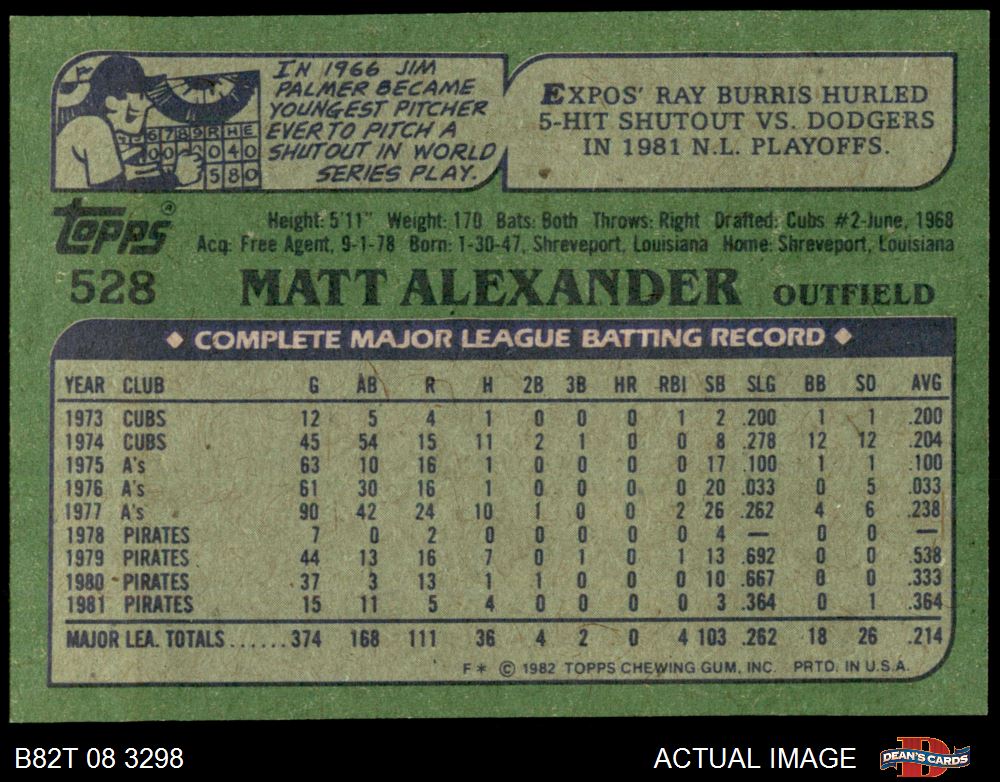 IN 1966 JIM
PALMER BECAME
YOUNGEST PITCHER
EVER TO PITCH A
SHUTOUT IN WORLD
SERIES PLAY.
6 7 8 9 R H E
0 0 0 4 0
5 8 0
EXPOS' RAY BURRIS HURLED
5-HIT SHUTOUT VS. DODGERS
IN 1981 N.L. PLAYOFFS.
topps®
Height: 5'11" Weight: 170 Bats: Both Throws: Right Drafted: Cubs #2-June, 1968
Acq: Free Agent, 9-1-78 Born: 1-30-47, Shreveport, Louisiana Home: Shreveport, Louisiana
528 MATT ALEXANDER OUTFIELD
◆ COMPLETE MAJOR LEAGUE BATTING RECORD ◆
YEAR CLUB G AB R H 2B 3B HR RBI SB SLG BB SO AVG
1973 CUBS 12 5 4 1 0 0 0 1 2 .200 1 1 .200
1974 CUBS 45 54 15 11 2 1 0 0 8 .278 12 12 .204
1975 A's 63 10 16 1 0 0 0 0 17 .100 1 1 .100
1976 A's 61 30 16 1 0 0 0 0 20 .033 0 5 .033
1977 A's 90 42 24 10 1 0 0 2 26 .262 4 6 .238
1978 PIRATES 7 0 2 0 0 0 0 0 4 — 0 0 —
1979 PIRATES 44 13 16 7 0 1 0 1 13 .692 0 0 .538
1980 PIRATES 37 3 13 1 1 0 0 0 10 .667 0 0 .333
1981 PIRATES 15 11 5 4 0 0 0 0 3 .364 0 1 .364
MAJOR LEA. TOTALS......374 168 111 36 4 2 0 4 103 .262 18 26 .214
F* © 1982 TOPPS CHEWING GUM, INC. PRTD. IN U.S.A.
B82T 08 3298 ACTUAL IMAGE DEAN'S CARDS